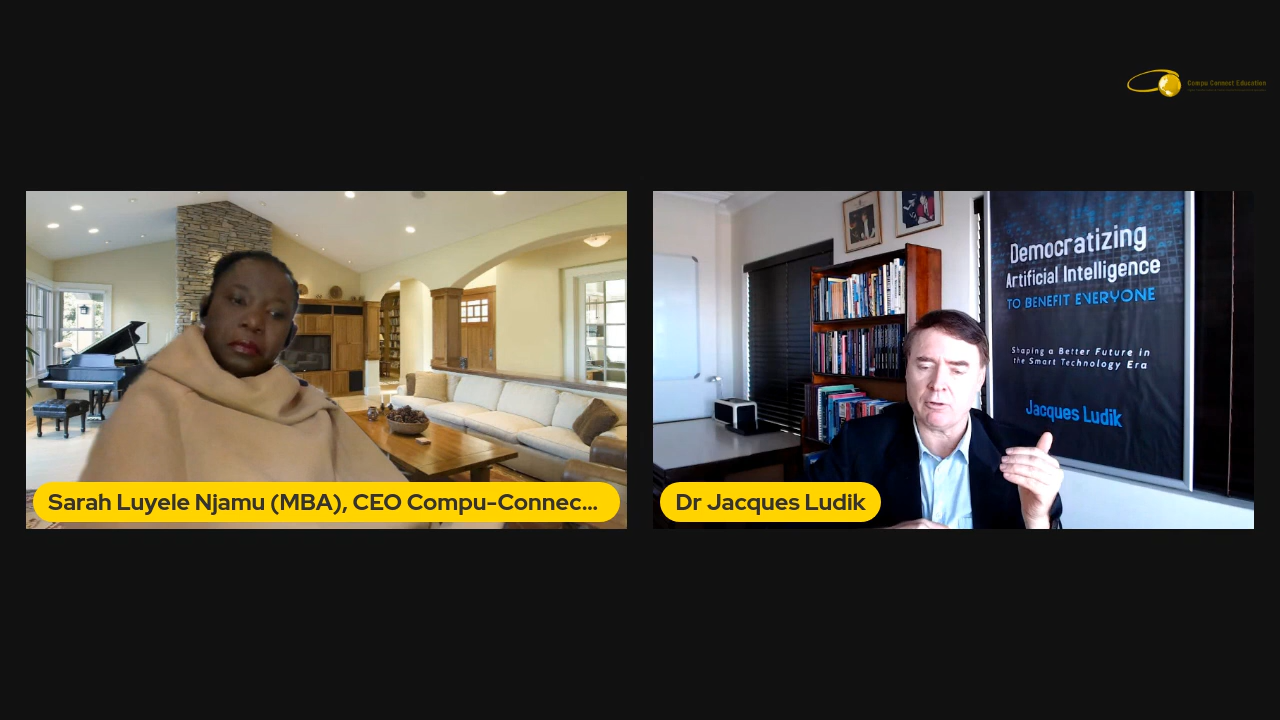 Compu Connect Education
Democratizing
Artificial Intelligence
TO BENEFIT EVERYONE
Shaping a Better Future in
the Smart Technology Era
Jacques Ludik
Sarah Luyele Njamu (MBA), CEO Compu-Connec...
Dr Jacques Ludik